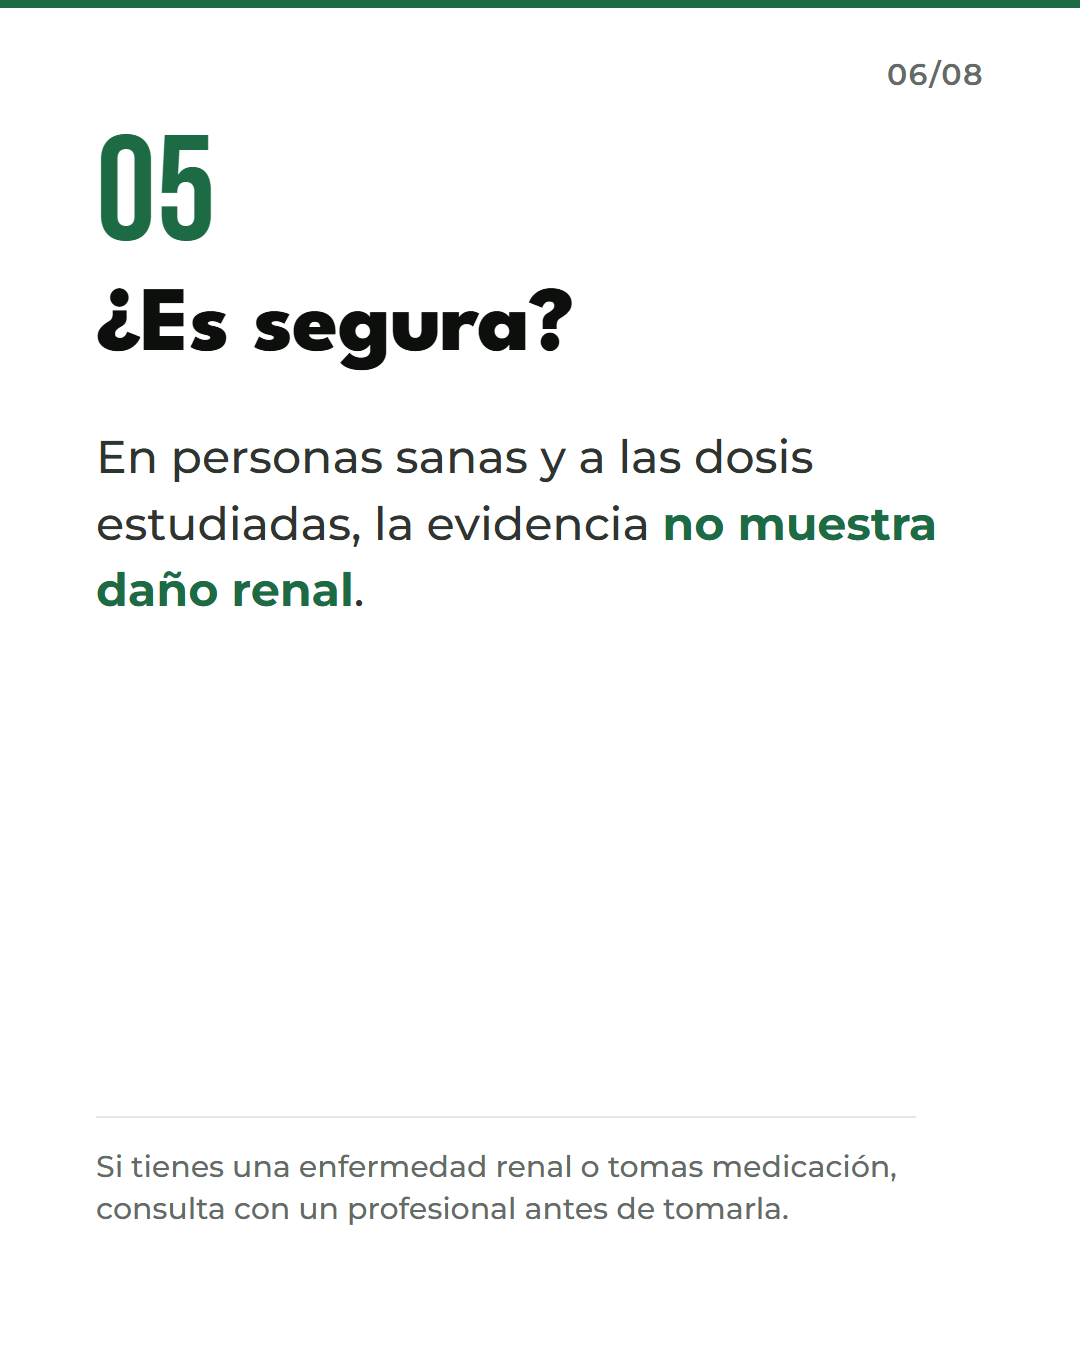 06/08
05
¿Es segura?
En personas sanas y a las dosis
estudiadas, la evidencia no muestra
daño renal.
Si tienes una enfermedad renal o tomas medicación,
consulta con un profesional antes de tomarla.